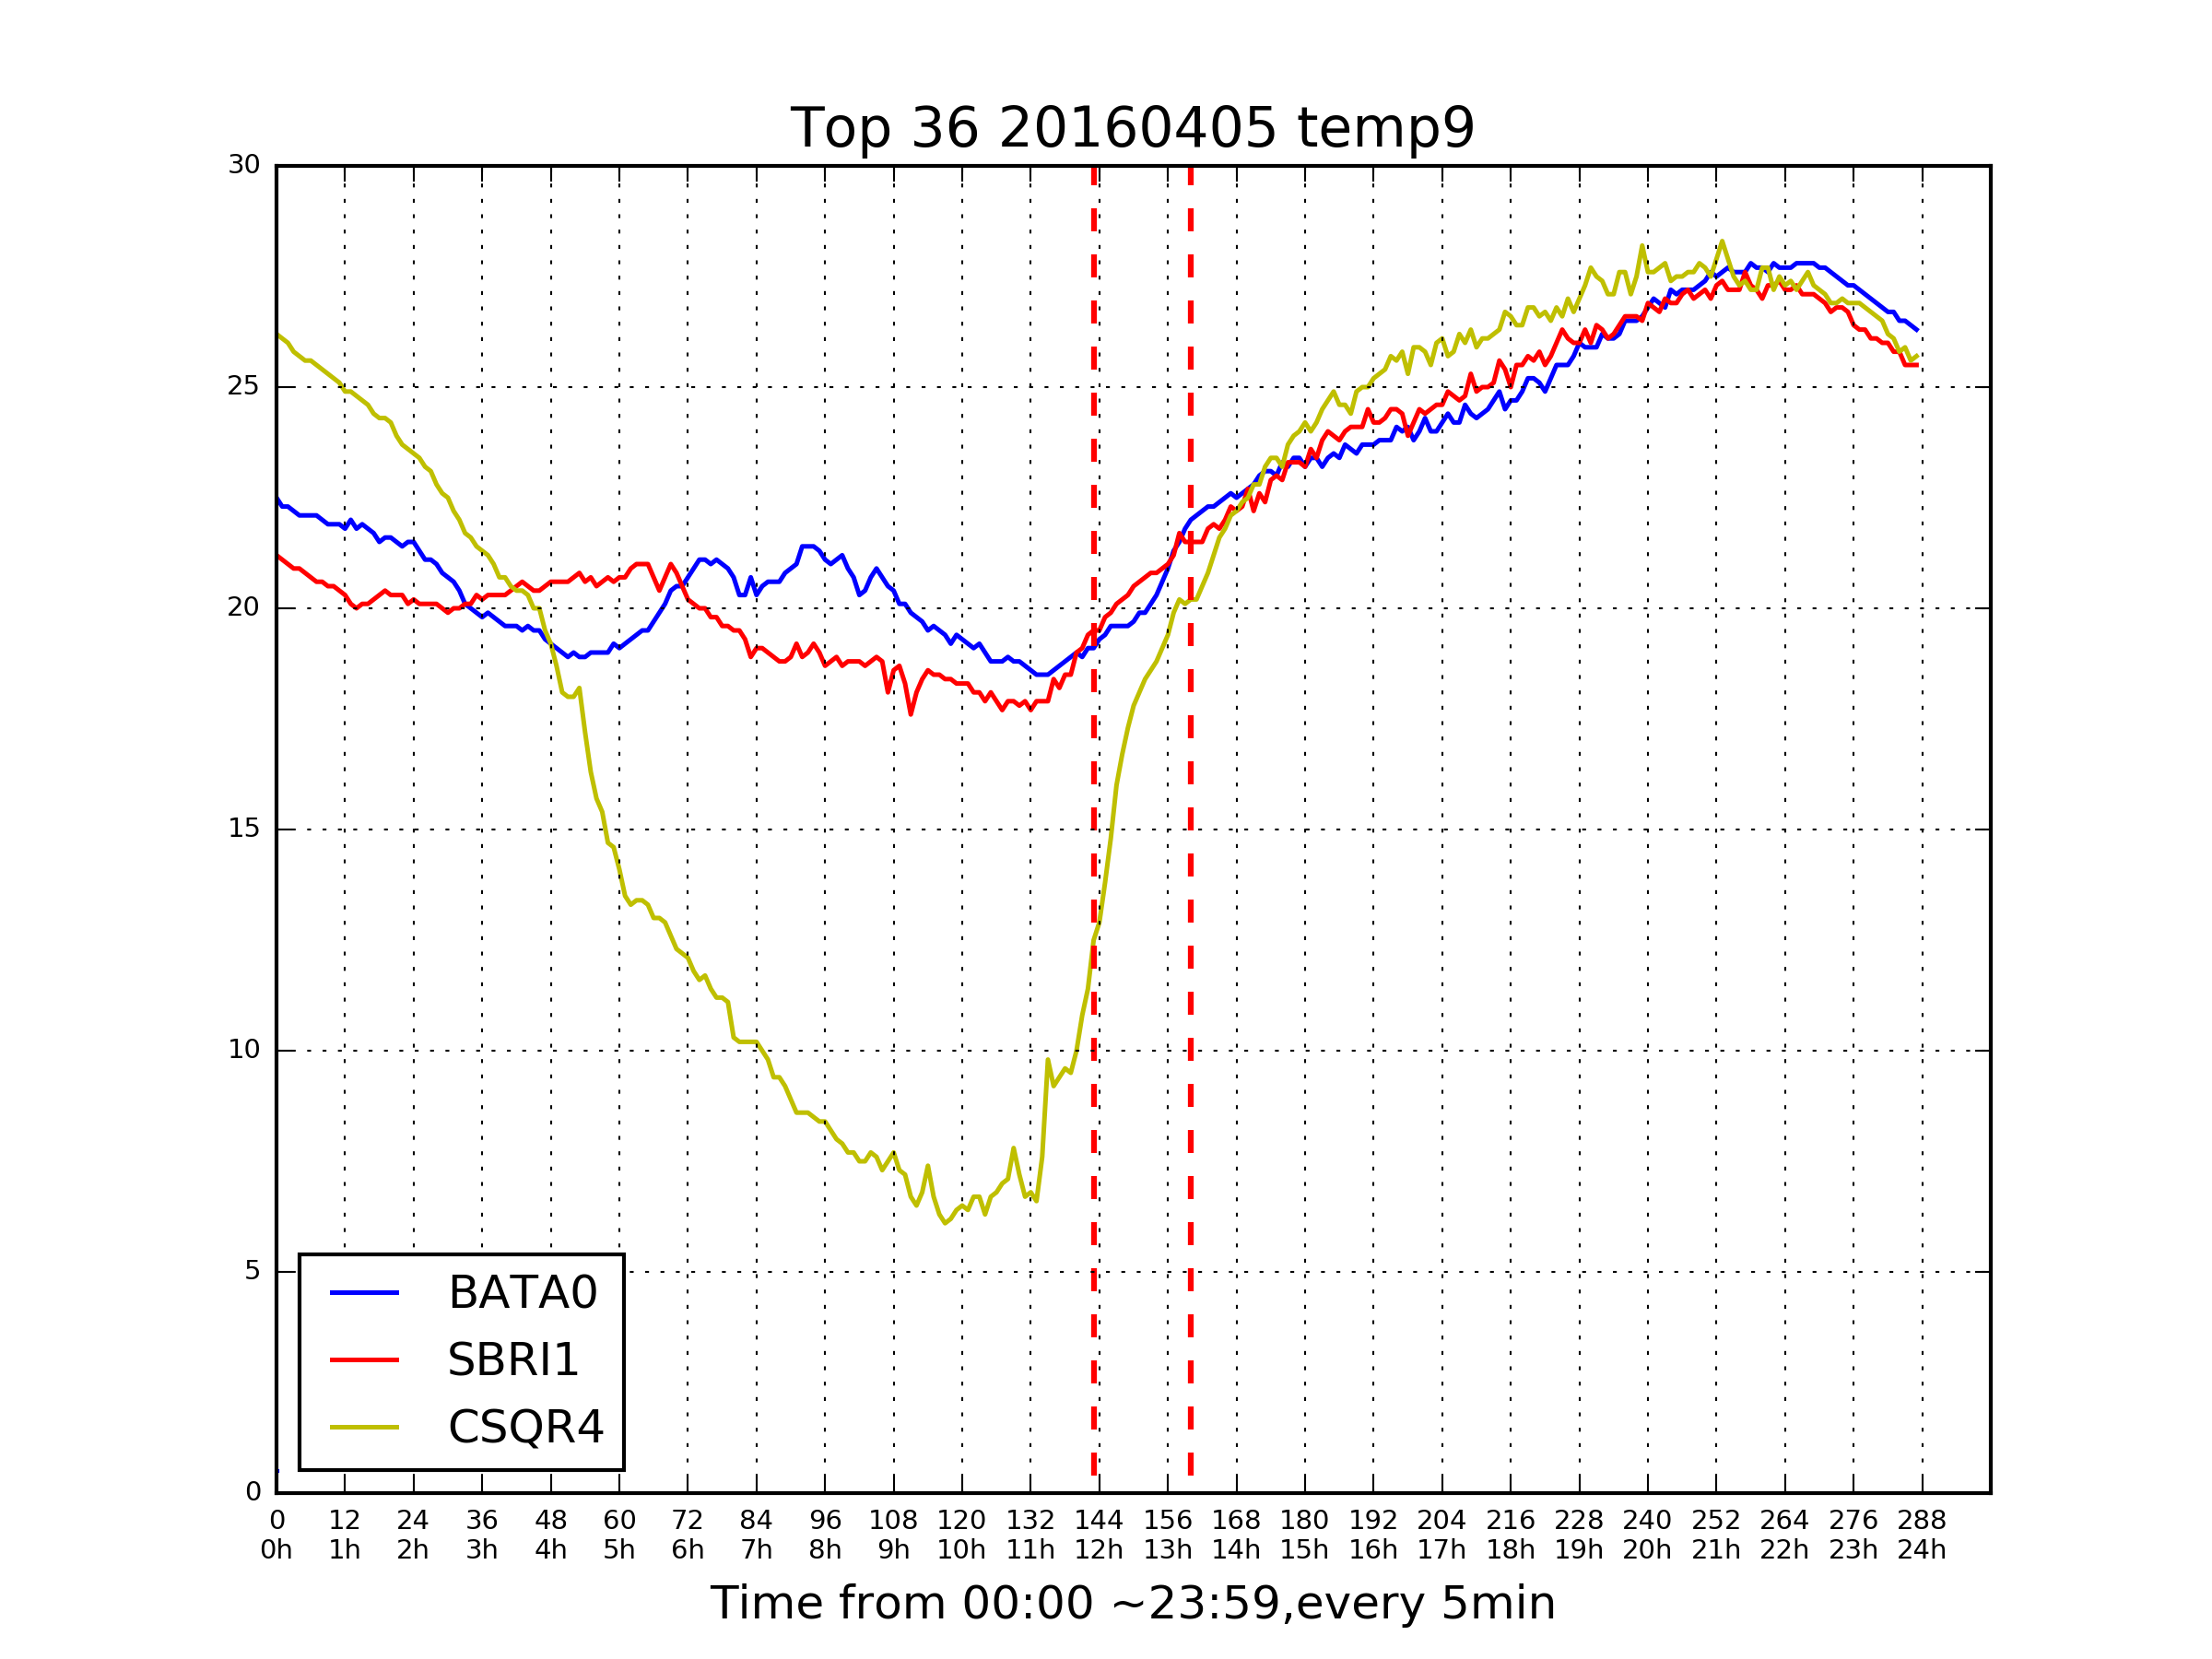 Top 36 20160405 temp9
30
25
20
15
10
5
0
BATA0
SBRI1
CSQR4
0 12 24 36 48 60 72 84 96 108 120 132 144 156 168 180 192 204 216 228 240 252 264 276 288
0h 1h 2h 3h 4h 5h 6h 7h 8h 9h 10h 11h 12h 13h 14h 15h 16h 17h 18h 19h 20h 21h 22h 23h 24h
Time from 00:00 ~23:59,every 5min